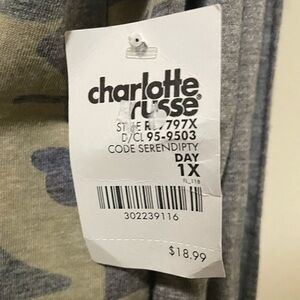 charlotte
russe®
D/CL 95-9503
CODE SERENDIPTY
DAY
1X
302239116
$18.99